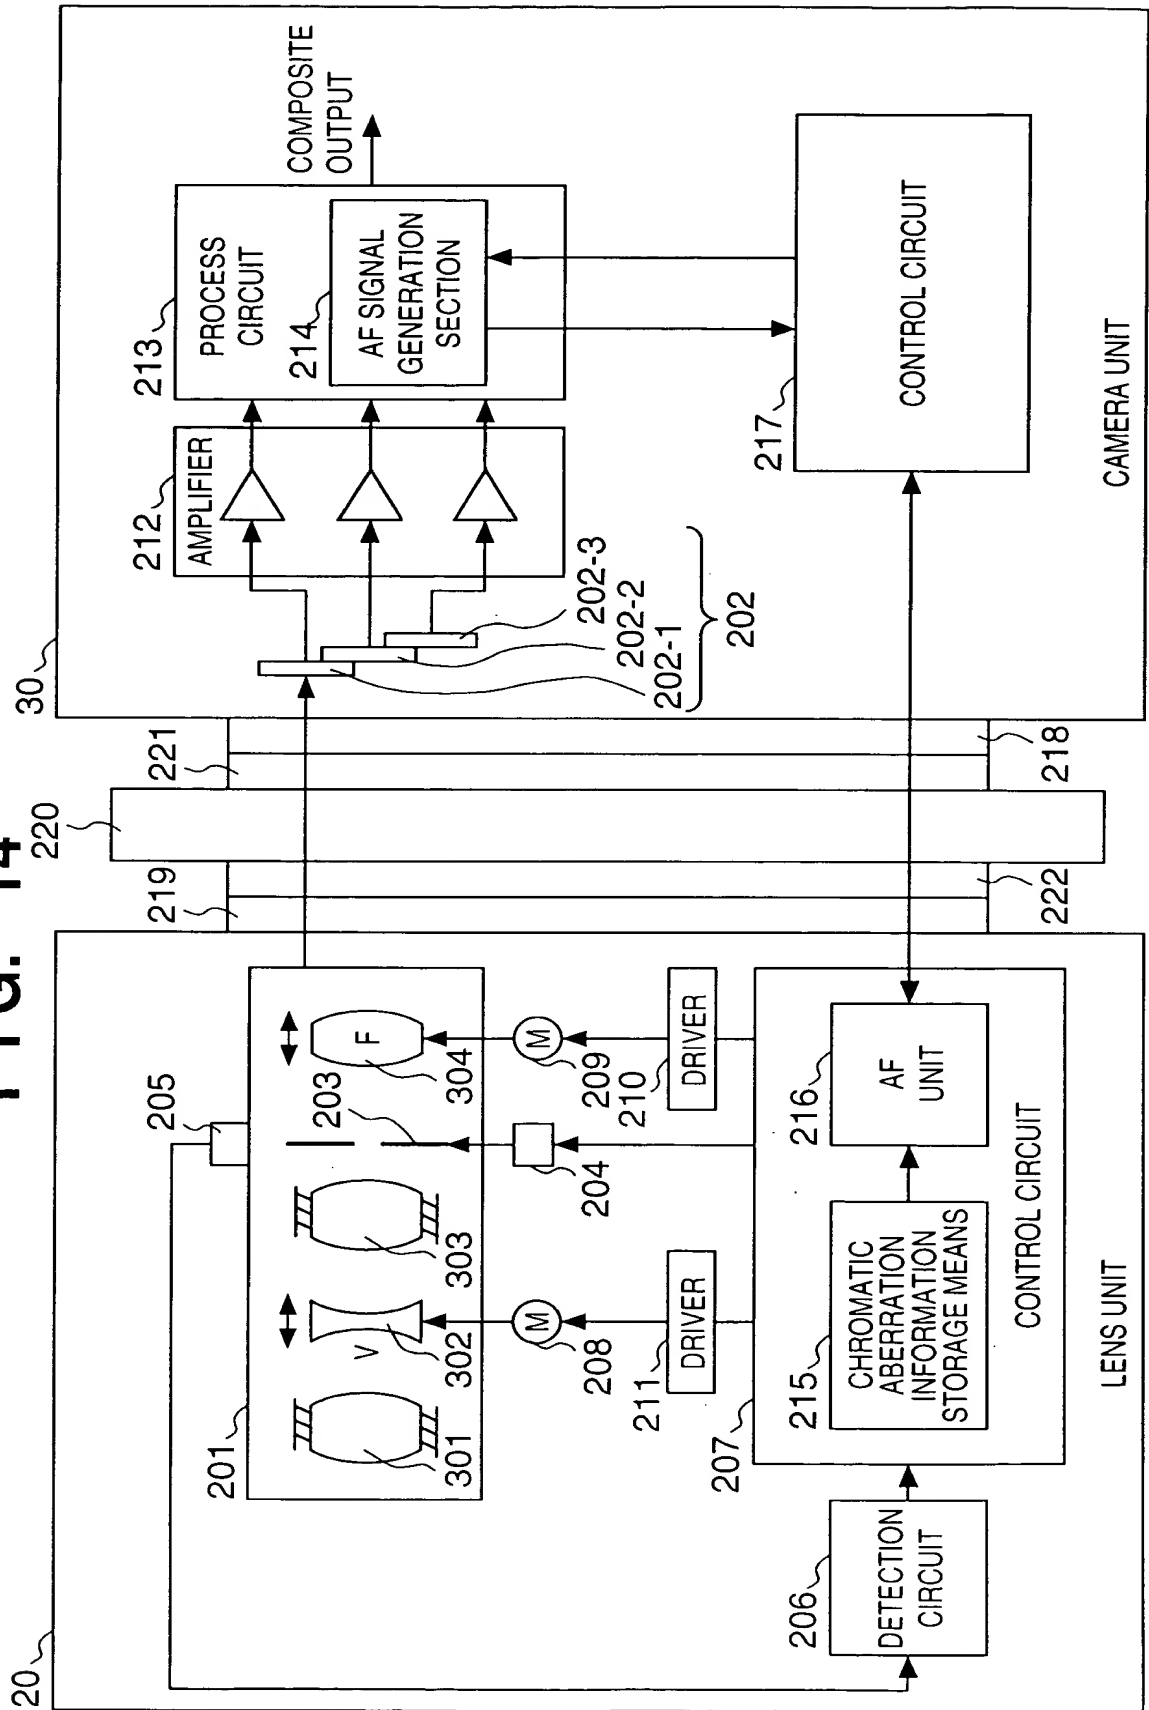 FIG. 14
20
30
205
219
220
221
201
301
V
302
303
203
F
304
M
208
204
M
209
211
DRIVER
210
DRIVER
206
DETECTION
CIRCUIT
207
215
CHROMATIC
ABERRATION
INFORMATION
STORAGE MEANS
216
AF
UNIT
CONTROL CIRCUIT
LENS UNIT
222
218
202-1
202-2
202-3
202
212
AMPLIFIER
213
PROCESS
CIRCUIT
214
AF SIGNAL
GENERATION
SECTION
COMPOSITE
OUTPUT
217
CONTROL CIRCUIT
CAMERA UNIT